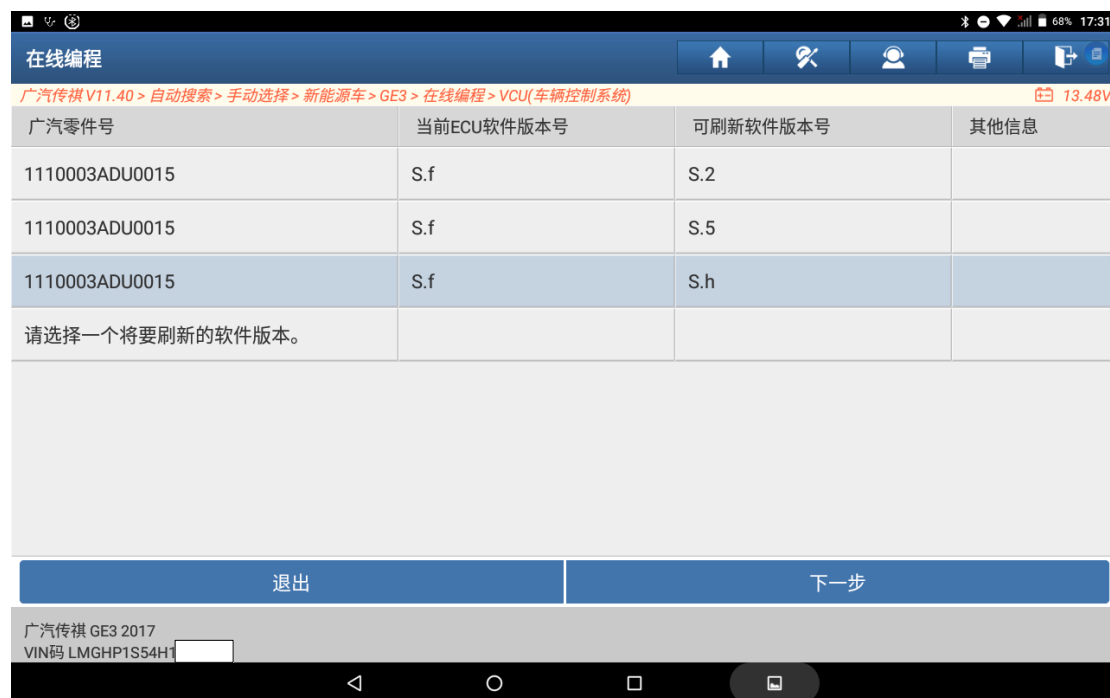 68% 17:31
在线编程
广汽传祺 V11.40 > 自动搜索 > 手动选择 > 新能源车 > GE3 > 在线编程 > VCU(车辆控制系统) 13.48V
广汽零件号 当前ECU软件版本号 可刷新软件版本号 其他信息
1110003ADU0015 S.f S.2
1110003ADU0015 S.f S.5
1110003ADU0015 S.f S.h
请选择一个将要刷新的软件版本。
退出 下一步
广汽传祺 GE3 2017
VIN码 LMGHP1S54H1